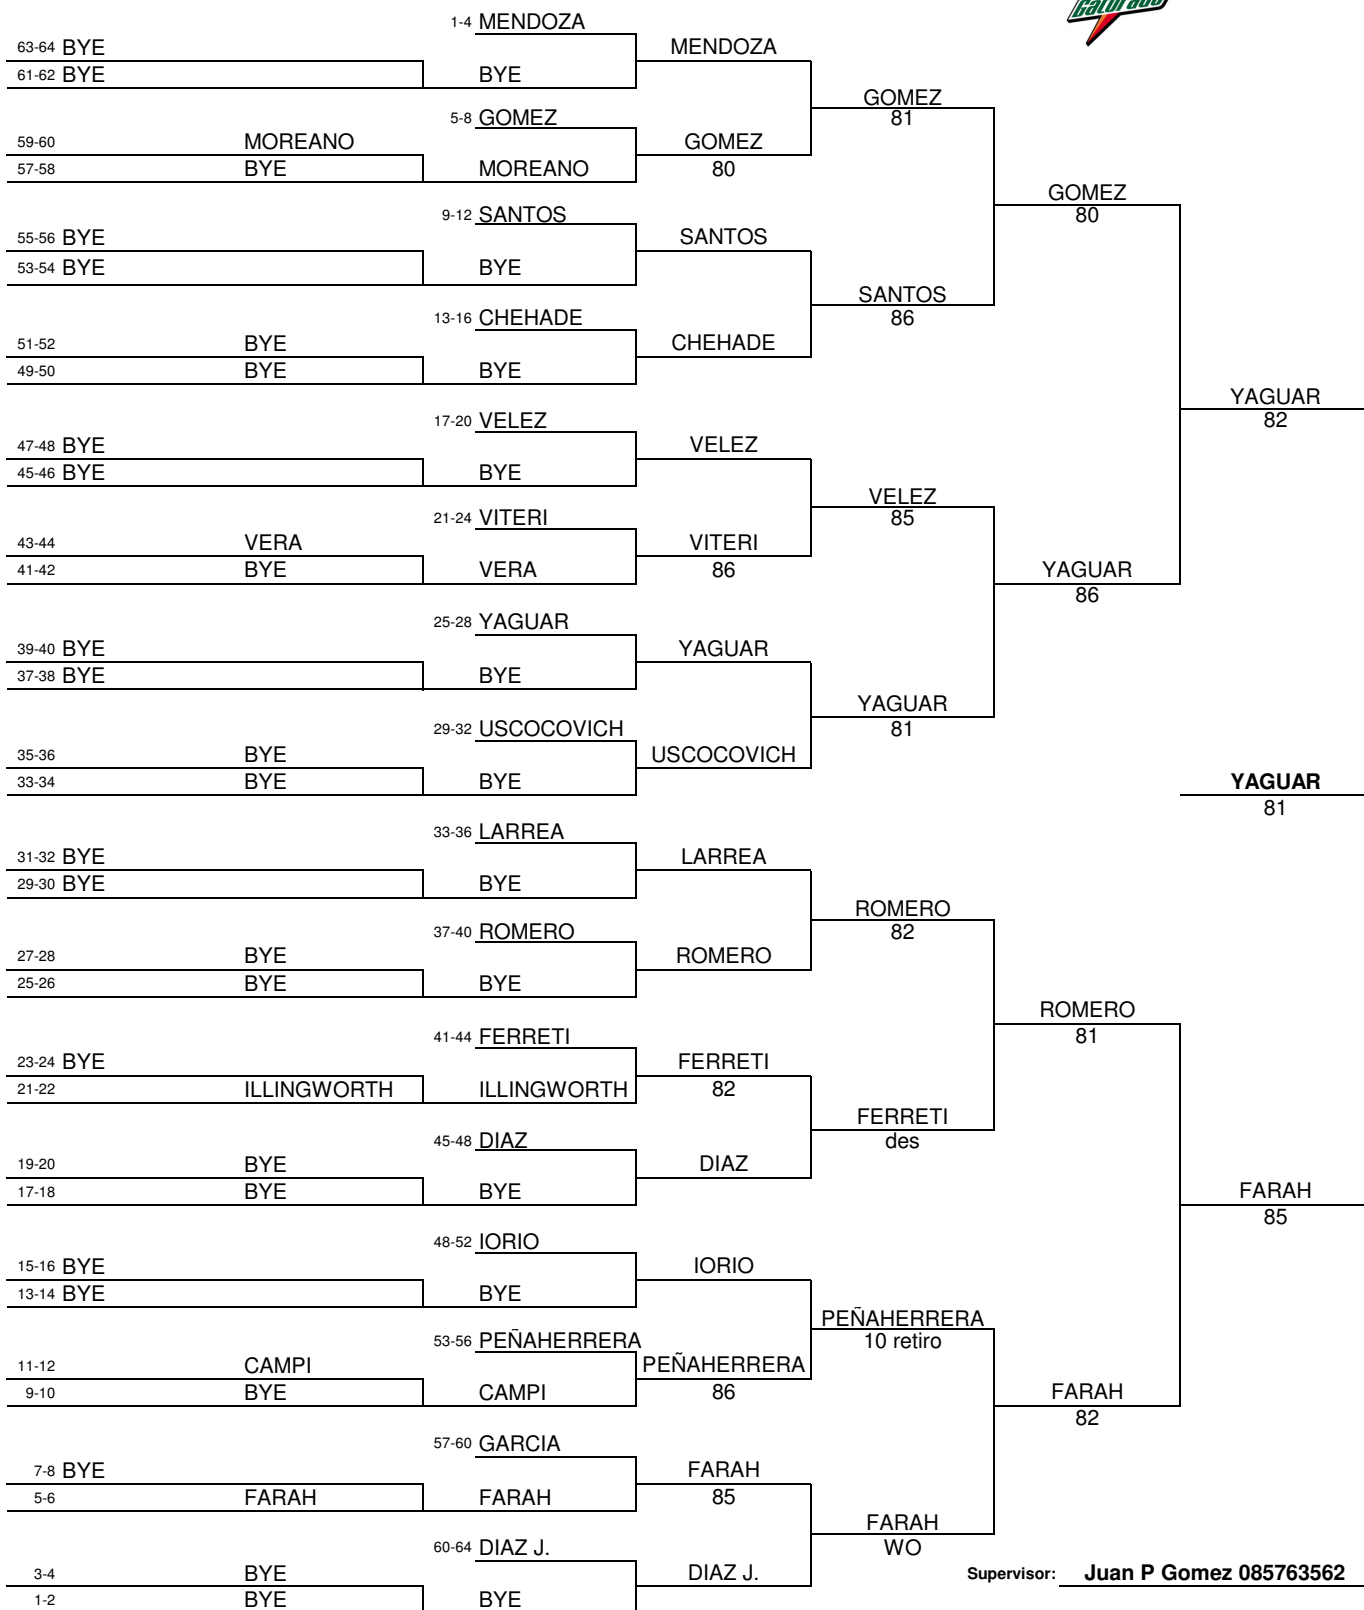 Gatorade
1-4 MENDOZA
63-64 BYE
MENDOZA
61-62 BYE
BYE
GOMEZ
81
5-8 GOMEZ
59-60 MOREANO
GOMEZ
57-58 BYE
MOREANO
80
GOMEZ
80
9-12 SANTOS
55-56 BYE
SANTOS
53-54 BYE
BYE
SANTOS
86
13-16 CHEHADE
51-52 BYE
CHEHADE
49-50 BYE
BYE
YAGUAR
82
17-20 VELEZ
47-48 BYE
VELEZ
45-46 BYE
BYE
VELEZ
85
21-24 VITERI
43-44 VERA
VITERI
41-42 BYE
VERA
86
YAGUAR
86
25-28 YAGUAR
39-40 BYE
YAGUAR
37-38 BYE
BYE
YAGUAR
81
29-32 USCOCOVICH
35-36 BYE
USCOCOVICH
33-34 BYE
BYE
YAGUAR
81
33-36 LARREA
31-32 BYE
LARREA
29-30 BYE
BYE
ROMERO
82
37-40 ROMERO
27-28 BYE
ROMERO
25-26 BYE
BYE
ROMERO
81
41-44 FERRETI
23-24 BYE
FERRETI
21-22 ILLINGWORTH
ILLINGWORTH
82
FERRETI
des
45-48 DIAZ
19-20 BYE
DIAZ
17-18 BYE
BYE
FARAH
85
48-52 IORIO
15-16 BYE
IORIO
13-14 BYE
BYE
PEÑAHERRERA
10 retiro
53-56 PEÑAHERRERA
11-12 CAMPI
PEÑAHERRERA
9-10 BYE
CAMPI
86
FARAH
82
57-60 GARCIA
7-8 BYE
FARAH
5-6 FARAH
FARAH
85
FARAH
WO
60-64 DIAZ J.
3-4 BYE
DIAZ J.
1-2 BYE
BYE
Supervisor: Juan P Gomez 085763562